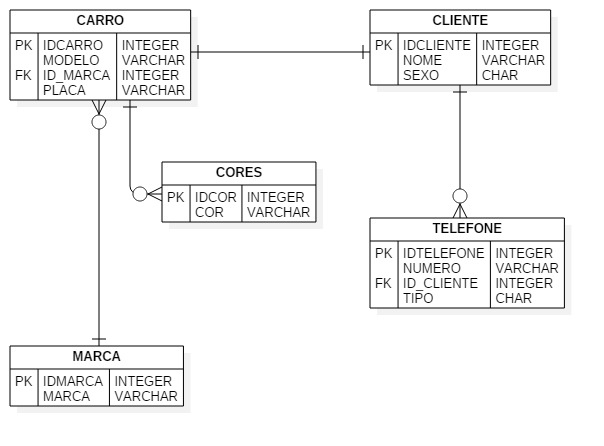 CARRO
PK IDCARRO INTEGER
MODELO VARCHAR
FK ID_MARCA INTEGER
PLACA VARCHAR
CLIENTE
PK IDCLIENTE INTEGER
NOME VARCHAR
SEXO CHAR
CORES
PK IDCOR INTEGER
COR VARCHAR
TELEFONE
PK IDTELEFONE INTEGER
NUMERO VARCHAR
FK ID_CLIENTE INTEGER
TIPO CHAR
MARCA
PK IDMARCA INTEGER
MARCA VARCHAR